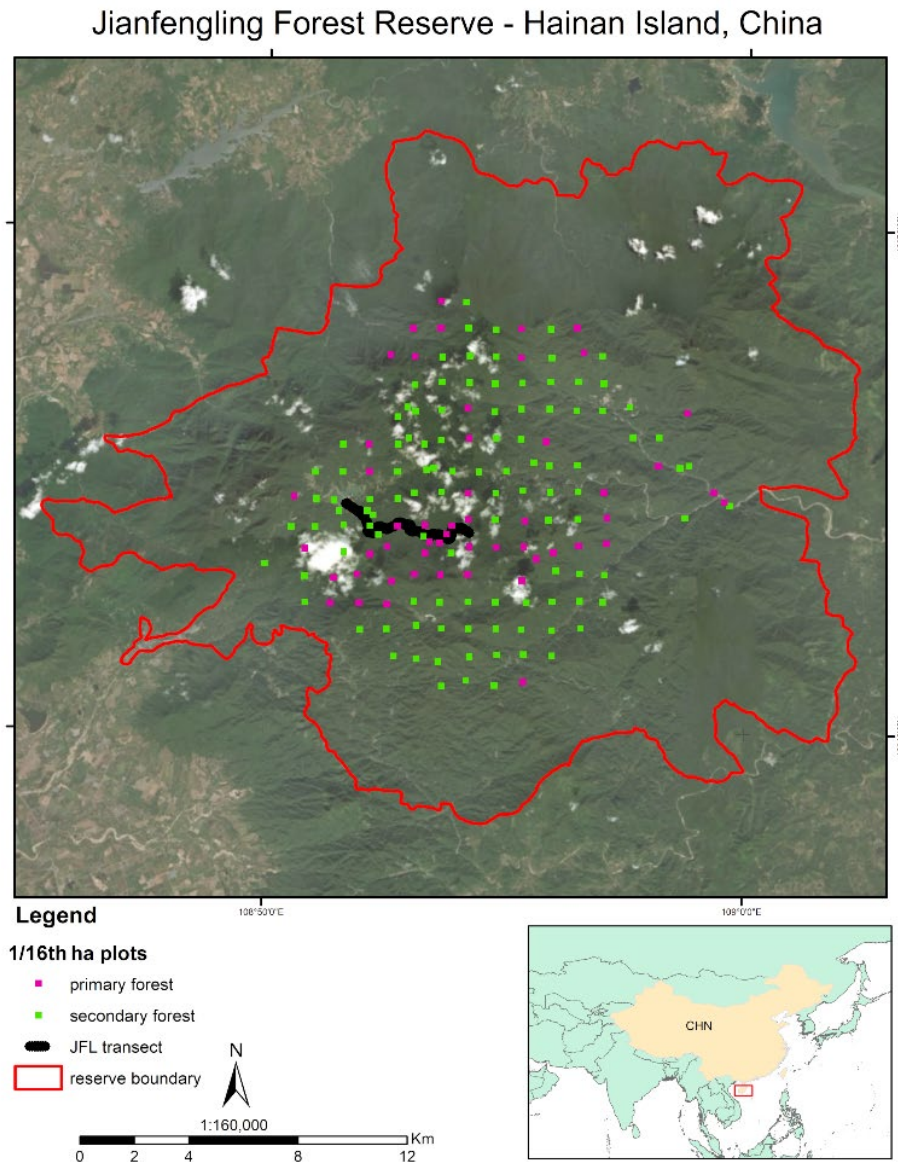 Jianfengling Forest Reserve - Hainan Island, China
108°50'0"E
109°0'0"E
Legend
1/16th ha plots
primary forest
secondary forest
JFL transect
reserve boundary
N
1:160,000
Km
0 2 4 8 12
CHN